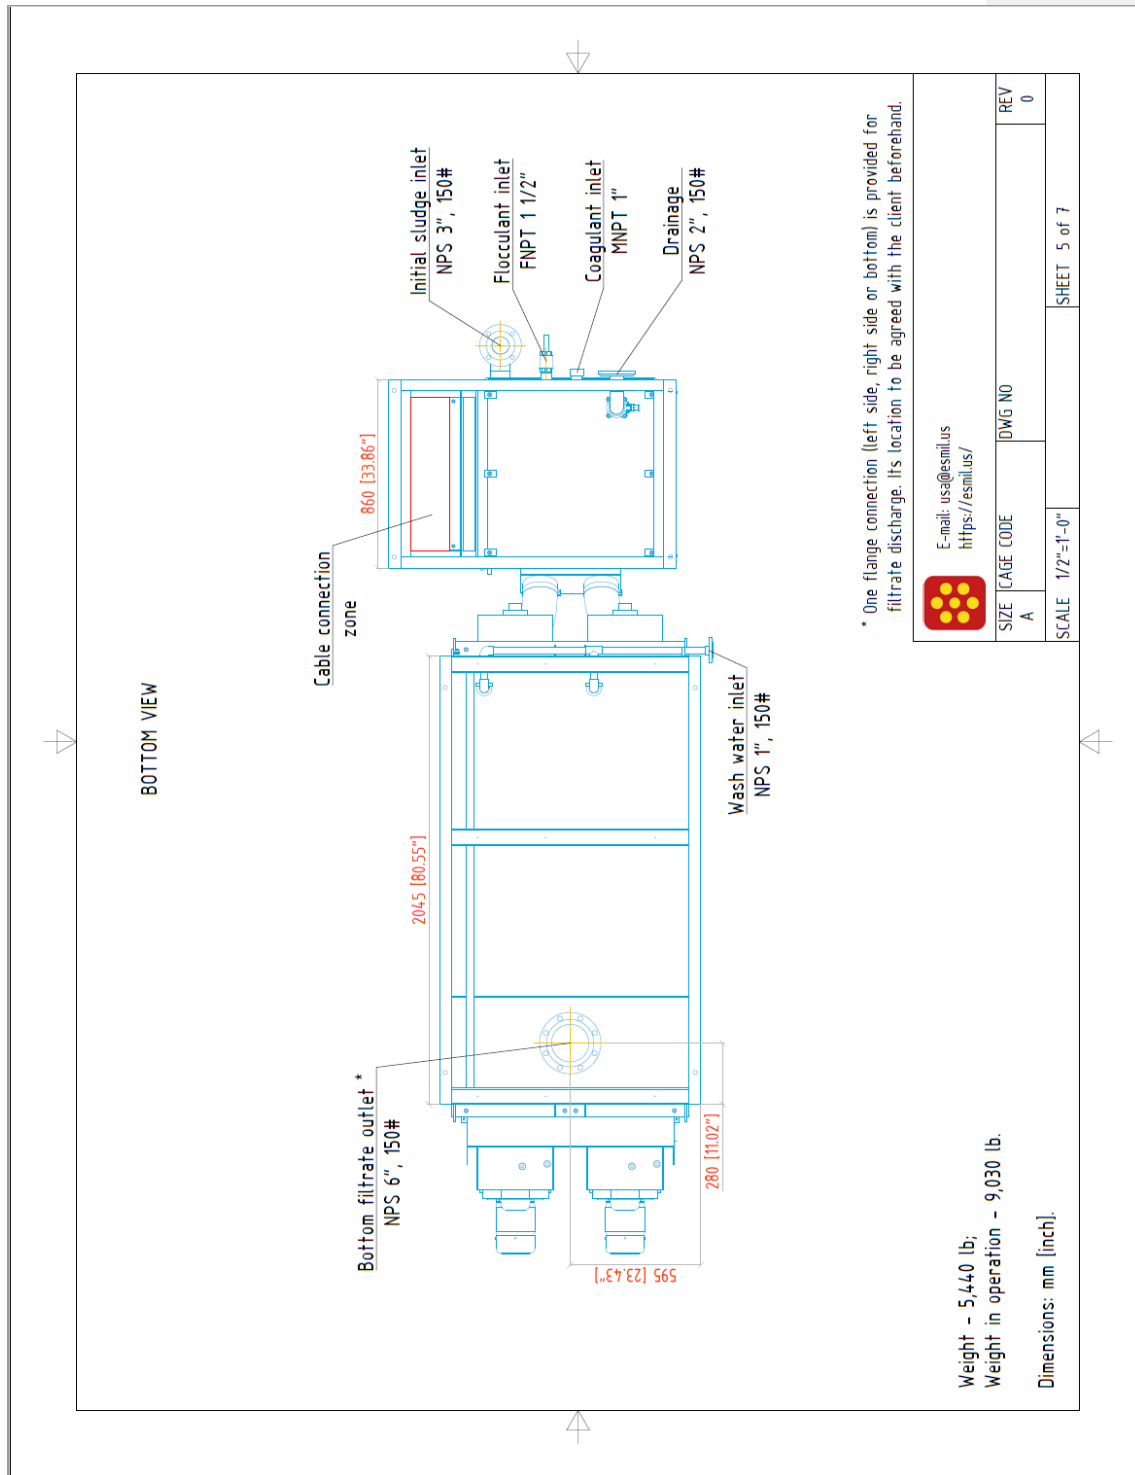 BOTTOM VIEW
Initial sludge inlet
NPS 3", 150#
Flocculant inlet
FNPT 1 1/2"
Coagulant inlet
MNPT 1"
Drainage
NPS 2", 150#
860 [33.86"]
Cable connection
zone
2045 [80.55"]
Wash water inlet
NPS 1", 150#
Bottom filtrate outlet *
NPS 6", 150#
280 [11.02"]
595 [23.43"]
* One flange connection (left side, right side or bottom) is provided for
filtrate discharge. Its location to be agreed with the client beforehand.
Weight - 5,440 lb;
Weight in operation - 9,030 lb.
Dimensions: mm [inch].
E-mail: usa@esmil.us
https://esmil.us/
SIZE
A
CAGE CODE
DWG NO
REV
0
SCALE 1/2"=1'-0"
SHEET 5 of 7